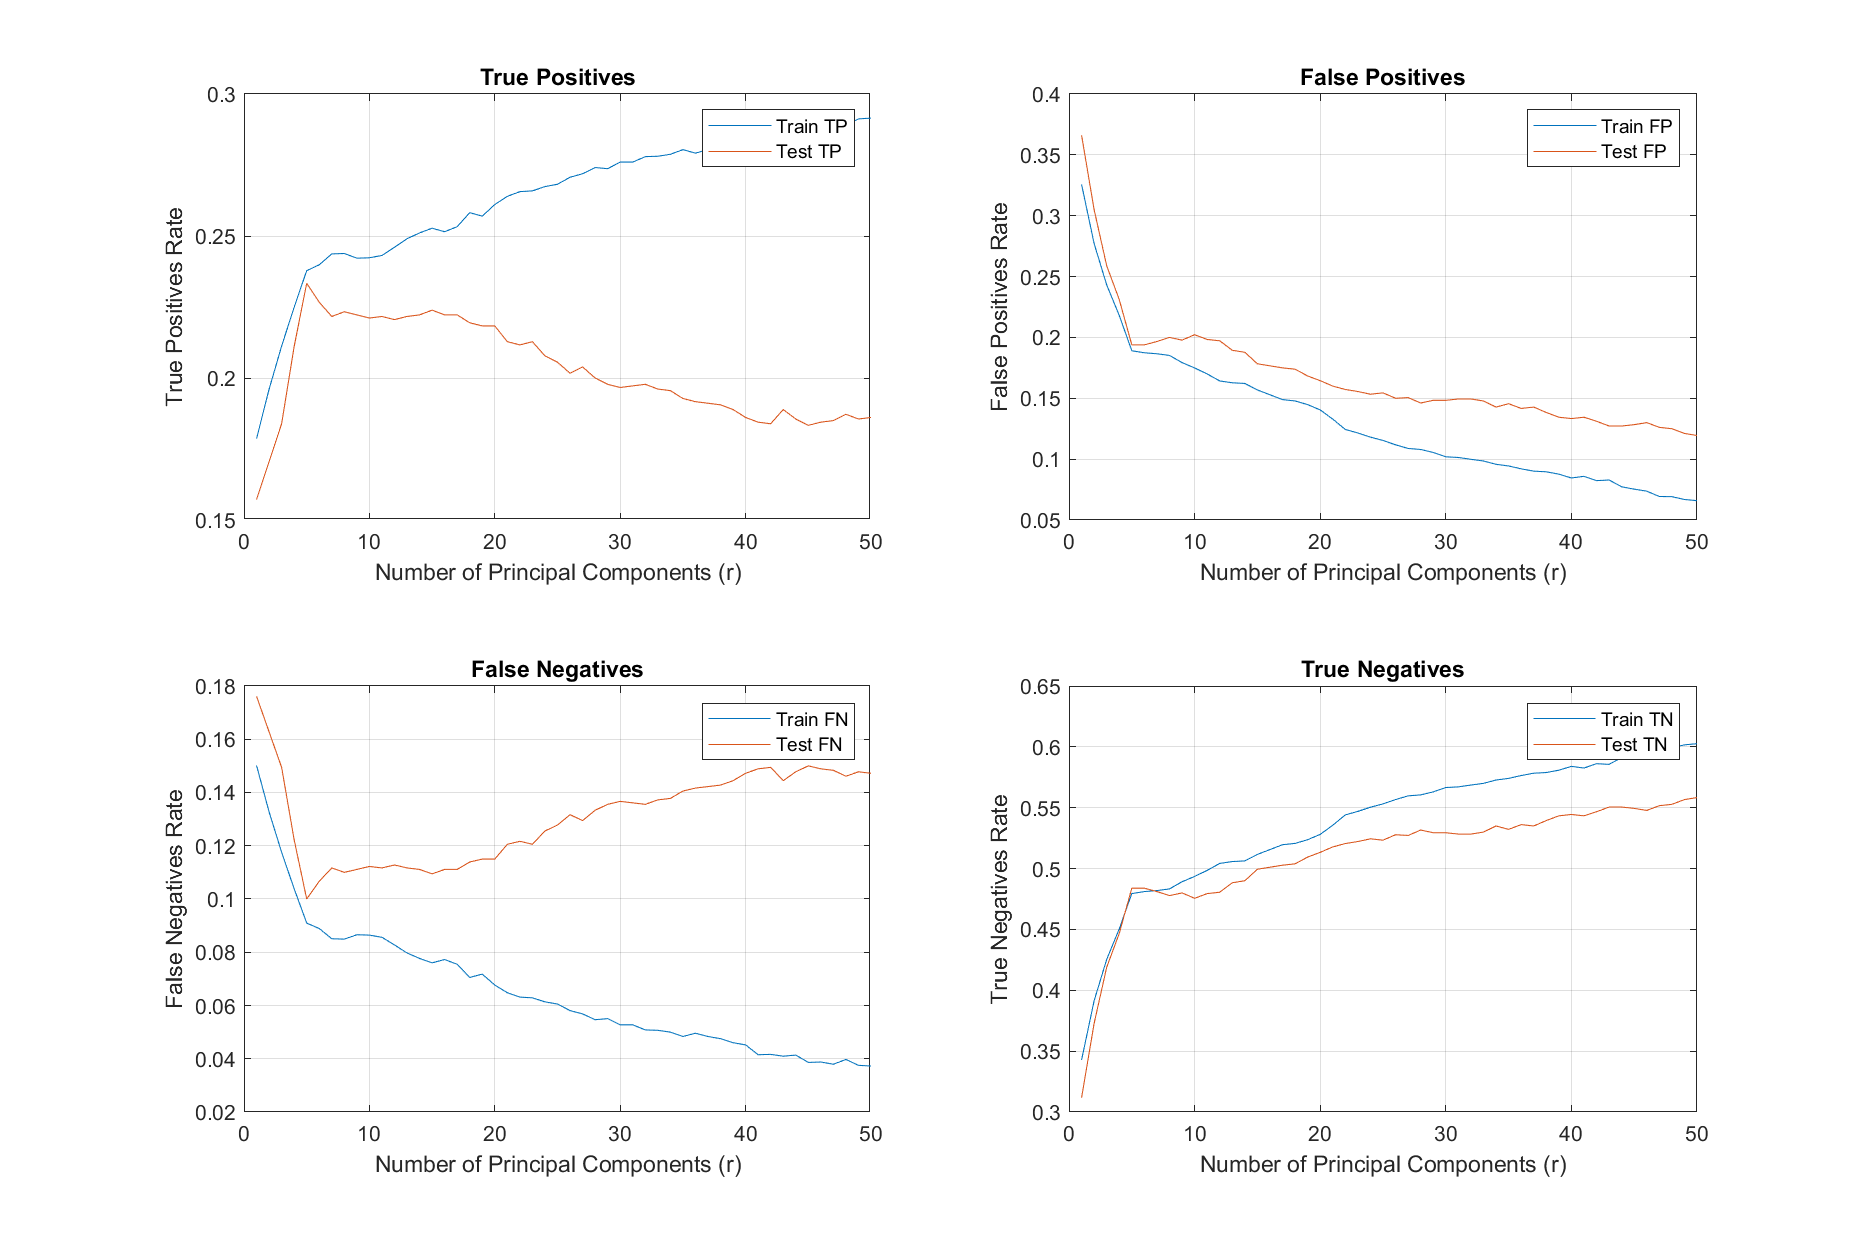 True Positives
0.3
0.25
0.2
0.15
True Positives Rate
Train TP
Test TP
0 10 20 30 40 50
Number of Principal Components (r)
False Positives
0.4
0.35
0.3
0.25
0.2
0.15
0.1
0.05
False Positives Rate
Train FP
Test FP
0 10 20 30 40 50
Number of Principal Components (r)
False Negatives
0.18
0.16
0.14
0.12
0.1
0.08
0.06
0.04
0.02
False Negatives Rate
Train FN
Test FN
0 10 20 30 40 50
Number of Principal Components (r)
True Negatives
0.65
0.6
0.55
0.5
0.45
0.4
0.35
0.3
True Negatives Rate
Train TN
Test TN
0 10 20 30 40 50
Number of Principal Components (r)